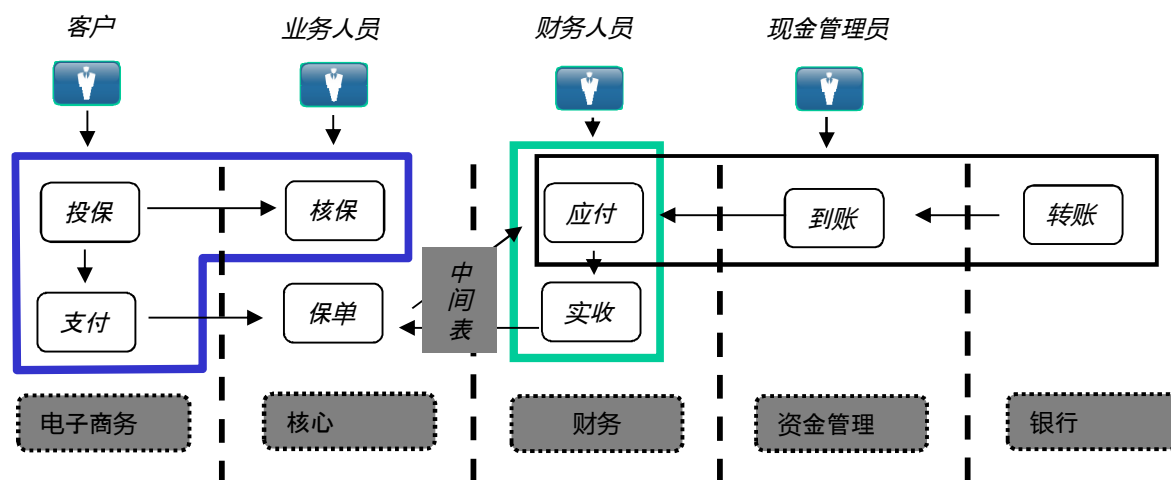 客户
业务人员
财务人员
现金管理员
投保
核保
应付
到账
转账
中
间
表
支付
保单
实收
电子商务
核心
财务
资金管理
银行